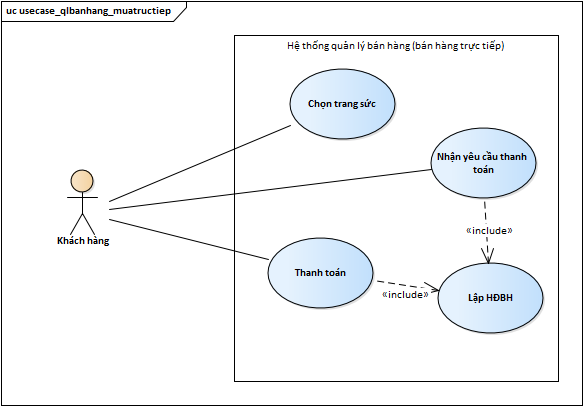 uc usecase_qlbanhang_muatructiep
Hệ thống quản lý bán hàng (bán hàng trực tiếp)
Chọn trang sức
Nhận yêu cầu thanh
toán
«include»
Khách hàng
Thanh toán
«include»
Lập HĐBH